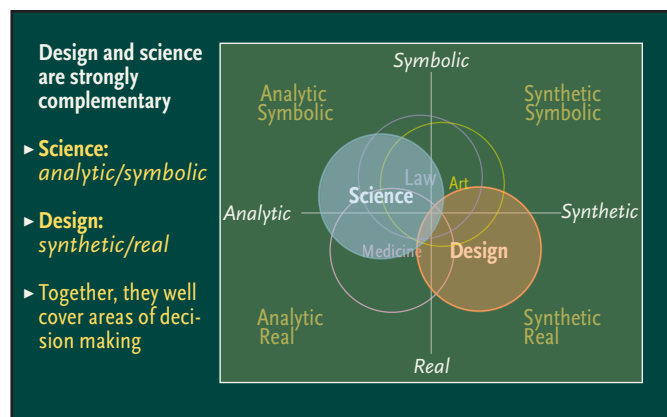 Design and science
are strongly
complementary
▸ Science:
analytic/symbolic
▸ Design:
synthetic/real
▸ Together, they well
cover areas of deci-
sion making
Symbolic
Analytic
Symbolic
Synthetic
Symbolic
Law
Art
Science
Analytic
Synthetic
Medicine
Design
Analytic
Real
Synthetic
Real
Real